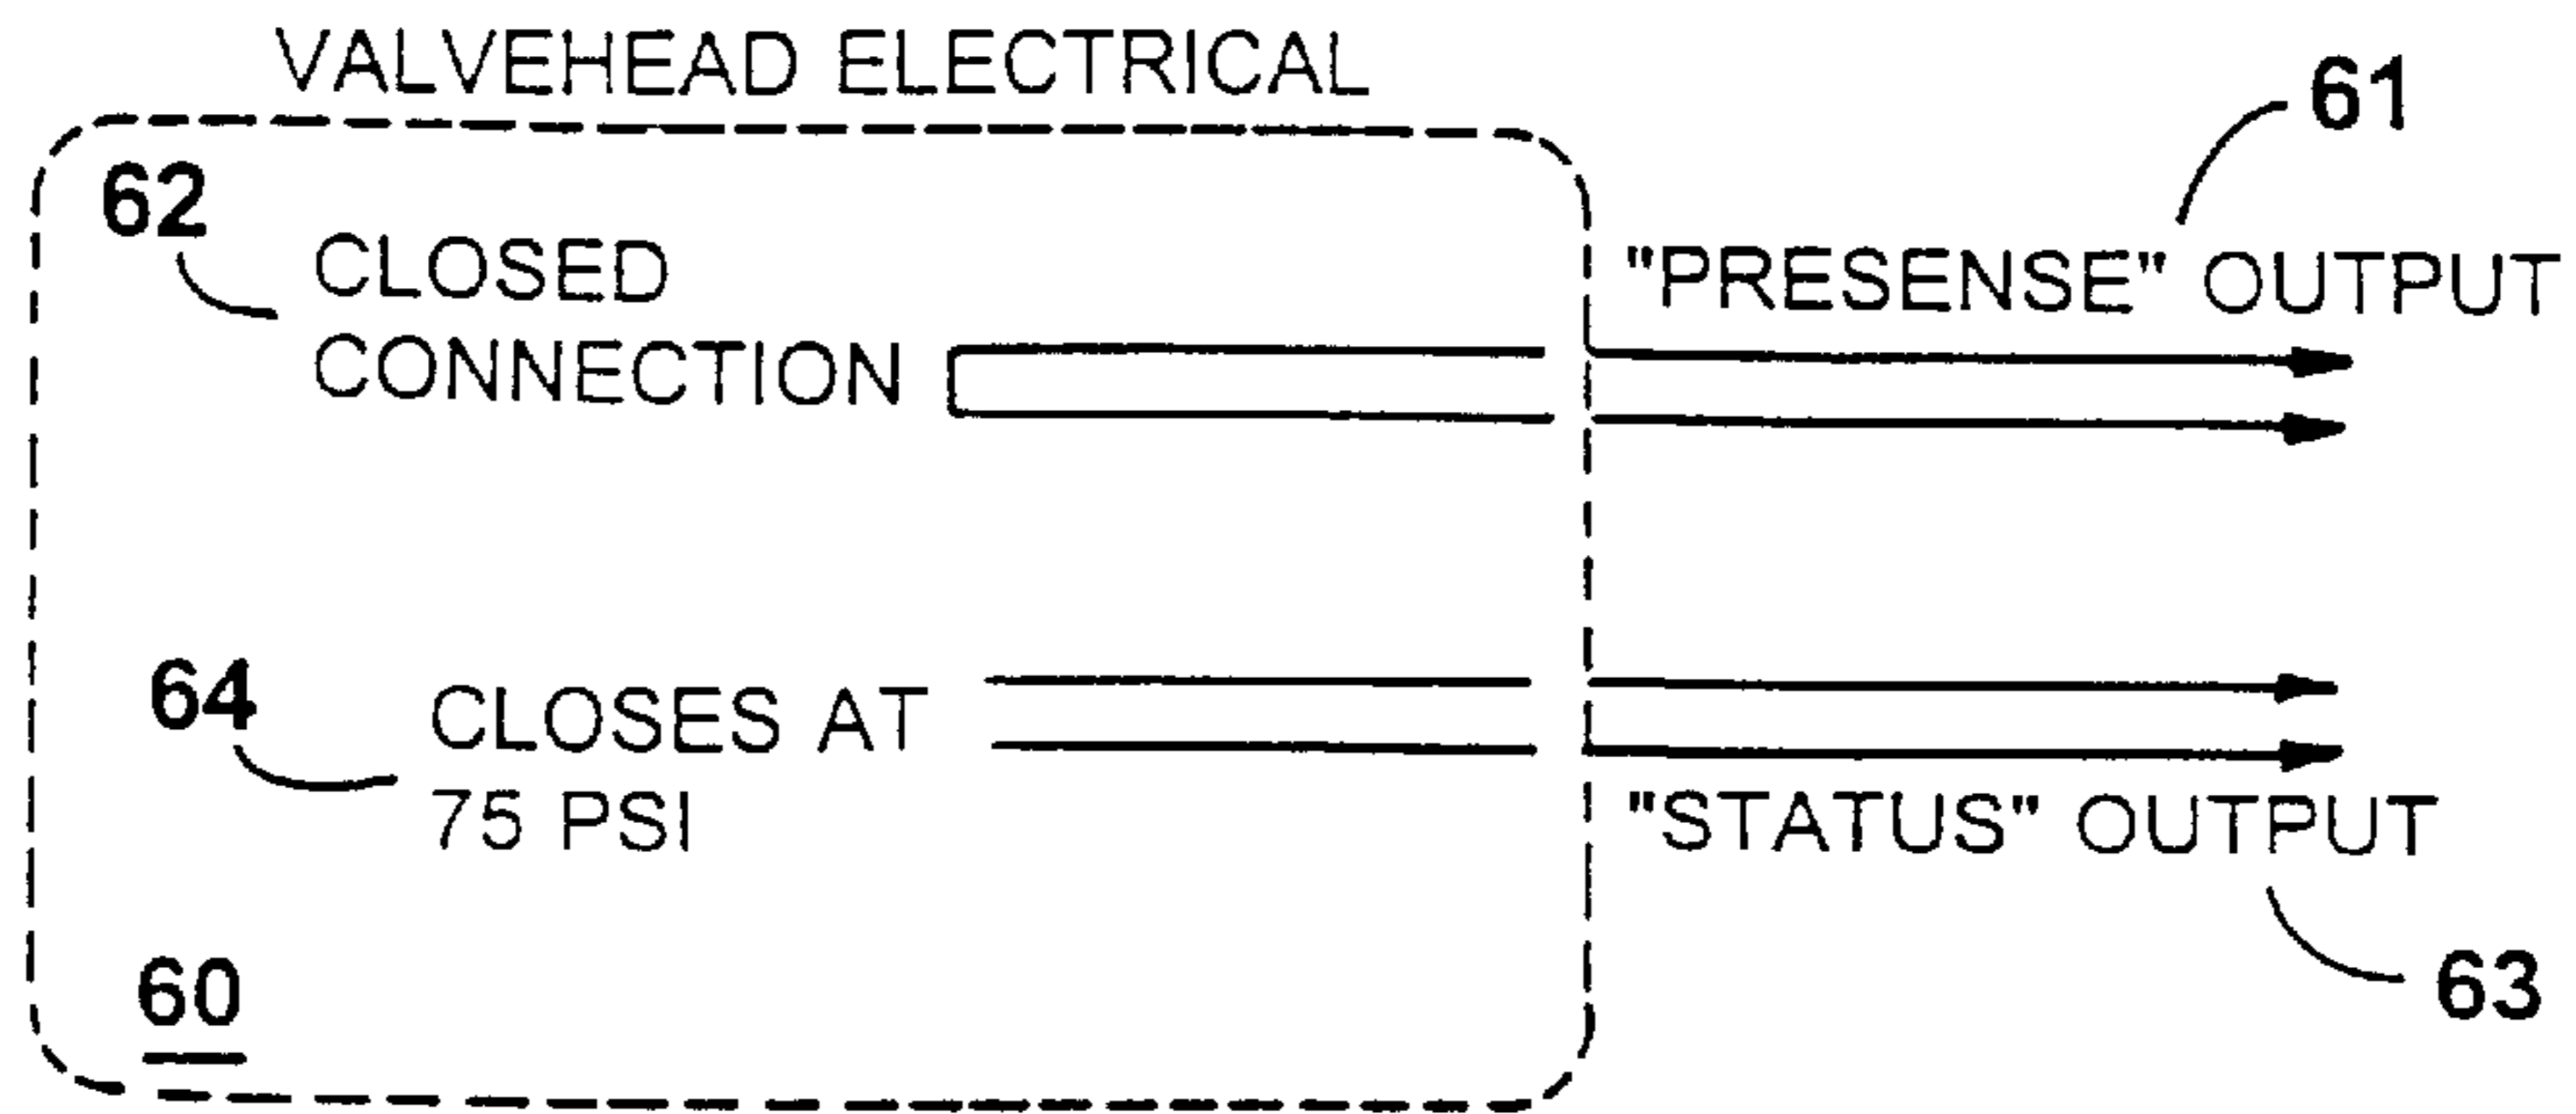 VALVEHEAD ELECTRICAL
61
62
CLOSED
CONNECTION
"PRESENSE" OUTPUT
64
CLOSES AT
75 PSI
"STATUS" OUTPUT
60
63